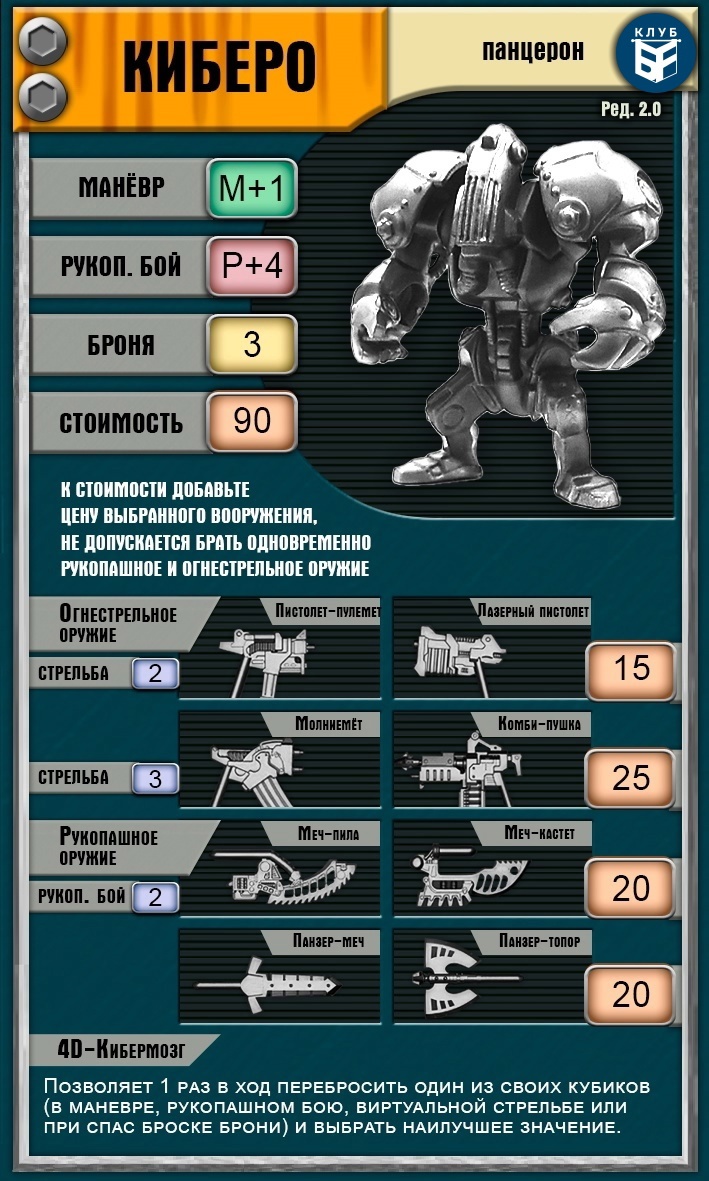 КИБЕРО
панцерон
КЛУБ
Ред. 2.0
МАНЁВР М+1
РУКОП. БОЙ Р+4
БРОНЯ 3
СТОИМОСТЬ 90
К СТОИМОСТИ ДОБАВЬТЕ
ЦЕНУ ВЫБРАННОГО ВООРУЖЕНИЯ,
НЕ ДОПУСКАЕТСЯ БРАТЬ ОДНОВРЕМЕННО
РУКОПАШНОЕ И ОГНЕСТРЕЛЬНОЕ ОРУЖИЕ
Огнестрельное
оружие
Пистолет-пулемет
Лазерный пистолет
СТРЕЛЬБА 2
15
Молниемёт
Комби-пушка
СТРЕЛЬБА 3
25
Рукопашное
оружие
Меч-пила
Меч-кастет
РУКОП. БОЙ 2
20
Панзер-меч
Панзер-топор
20
4D-Кибермозг
Позволяет 1 раз в ход перебросить один из своих кубиков
(в маневре, рукопашном бою, виртуальной стрельбе или
при спас броске брони) и выбрать наилучшее значение.